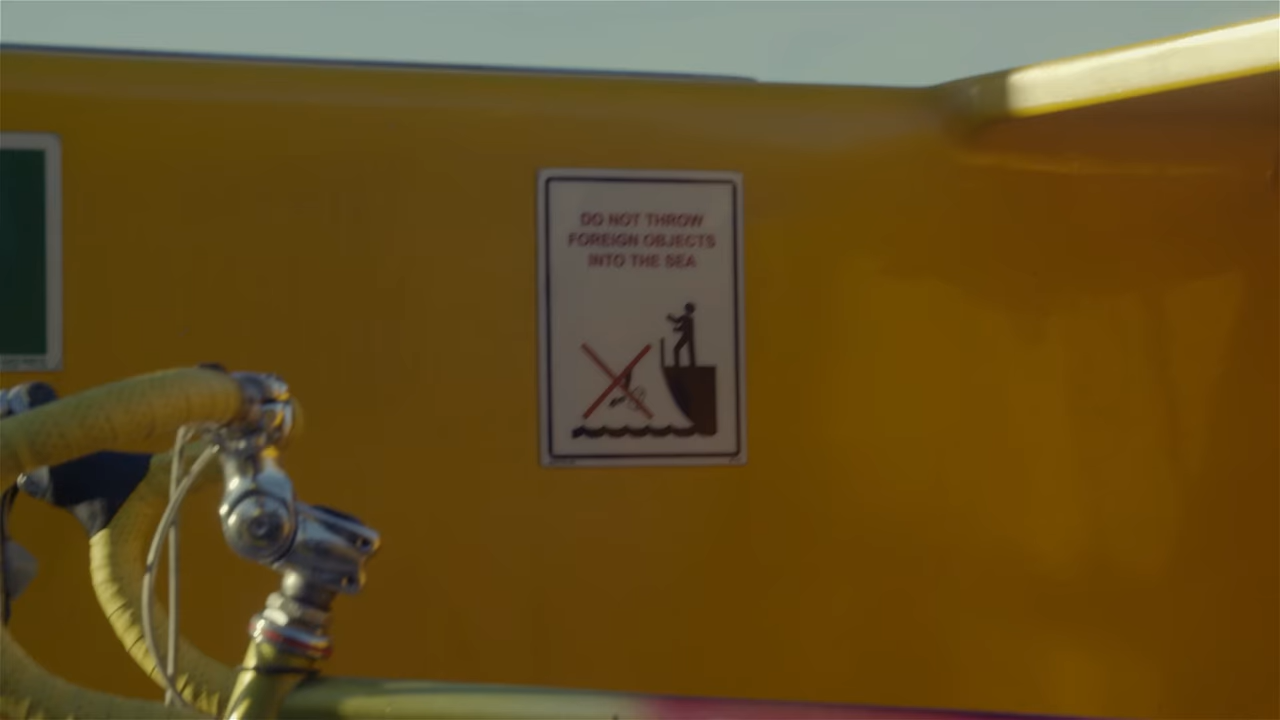 DO NOT THROW
FOREIGN OBJECTS
INTO THE SEA